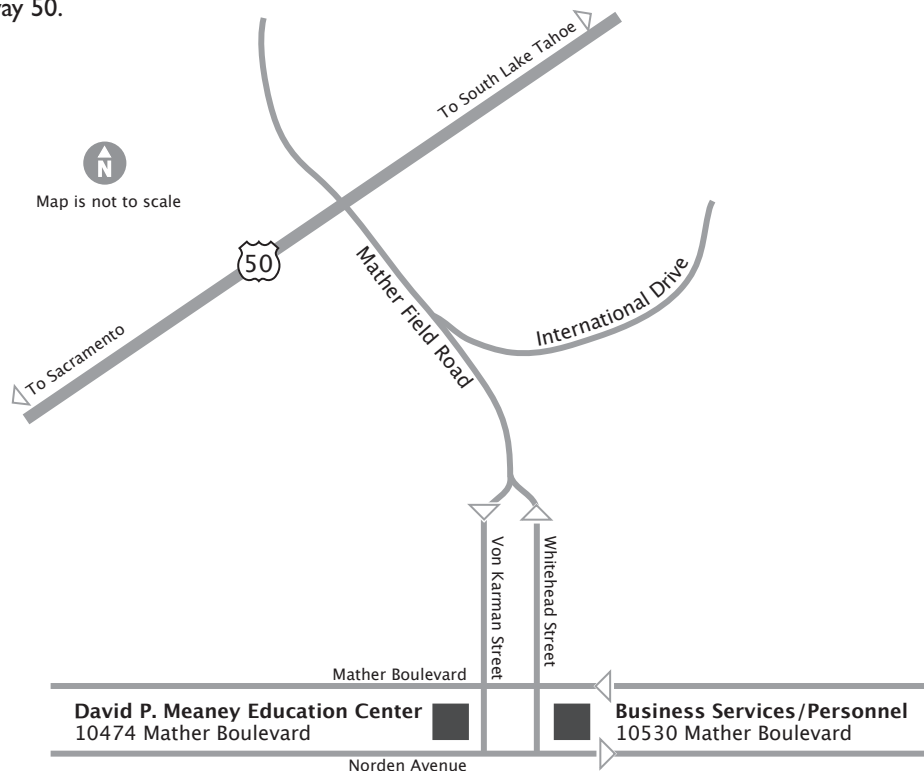 ay 50.
To South Lake Tahoe
N
Map is not to scale
50
Mather Field Road
International Drive
To Sacramento
Von Karman Street
Whitehead Street
Mather Boulevard
David P. Meaney Education Center
10474 Mather Boulevard
Business Services/Personnel
10530 Mather Boulevard
Norden Avenue